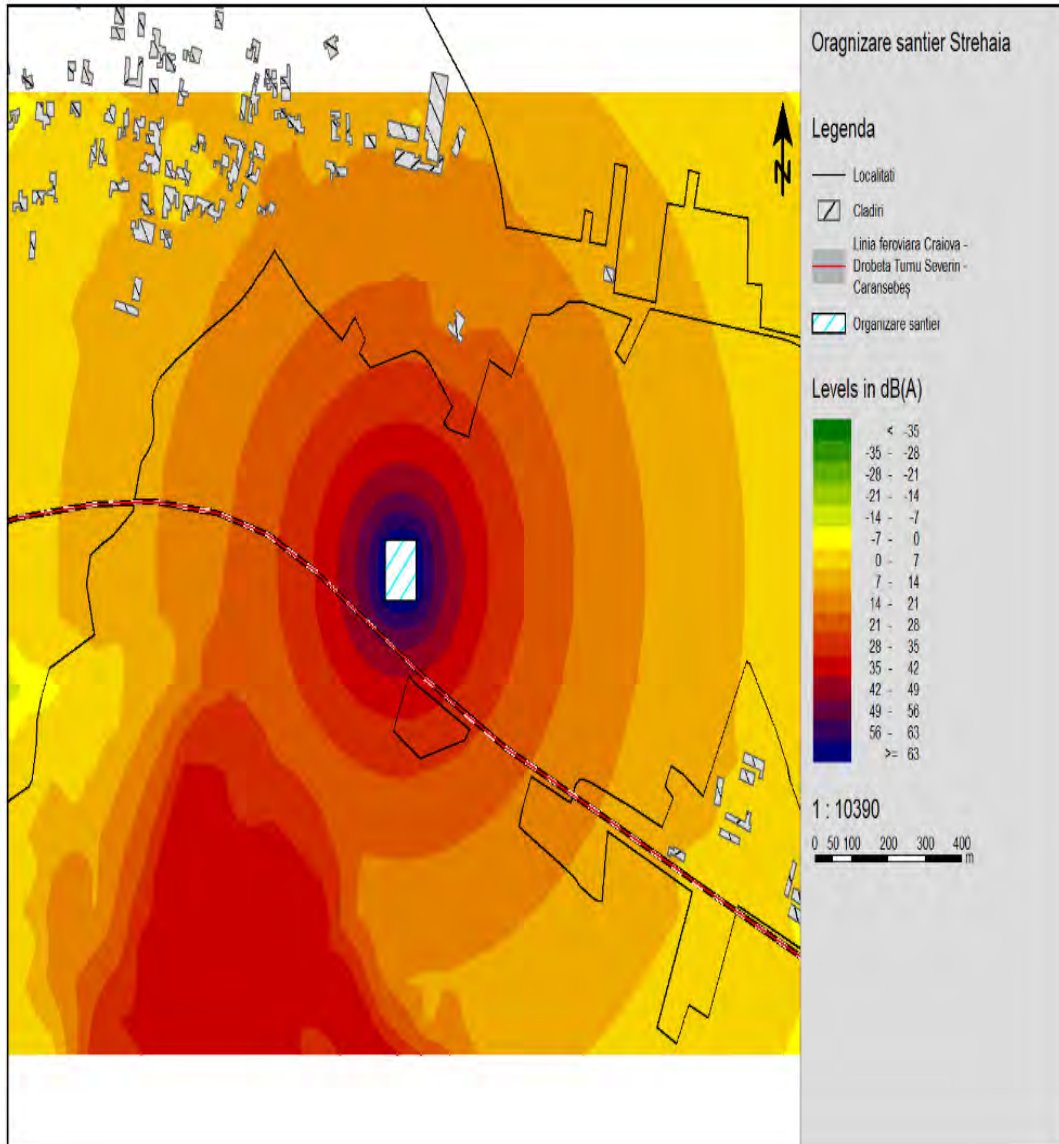 Oragnizare santier Strehaia
N
Legenda
Localitati
Cladiri
Linia feroviara Craiova -
Drobeta Turnu Severin -
Caransebeş
Organizare santier
Levels in dB(A)
< -35
-35 - -28
-28 - -21
-21 - -14
-14 - -7
-7 - 0
0 - 7
7 - 14
14 - 21
21 - 28
28 - 35
35 - 42
42 - 49
49 - 56
56 - 63
>= 63
1 : 10390
0 50 100 200 300 400
m